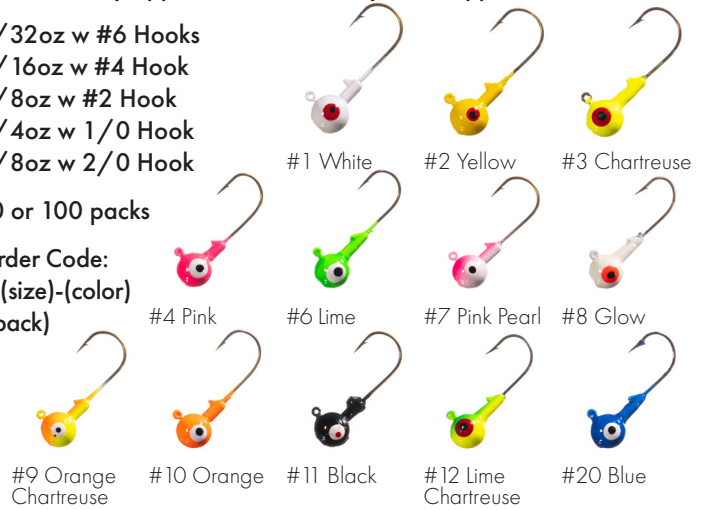 /32oz w #6 Hooks
/16oz w #4 Hook
/8oz w #2 Hook
/4oz w 1/0 Hook
/8oz w 2/0 Hook
0 or 100 packs
rder Code:
(size)-(color)
pack)
#1 White
#2 Yellow
#3 Chartreuse
#4 Pink
#6 Lime
#7 Pink Pearl
#8 Glow
#9 Orange
Chartreuse
#10 Orange
#11 Black
#12 Lime
Chartreuse
#20 Blue